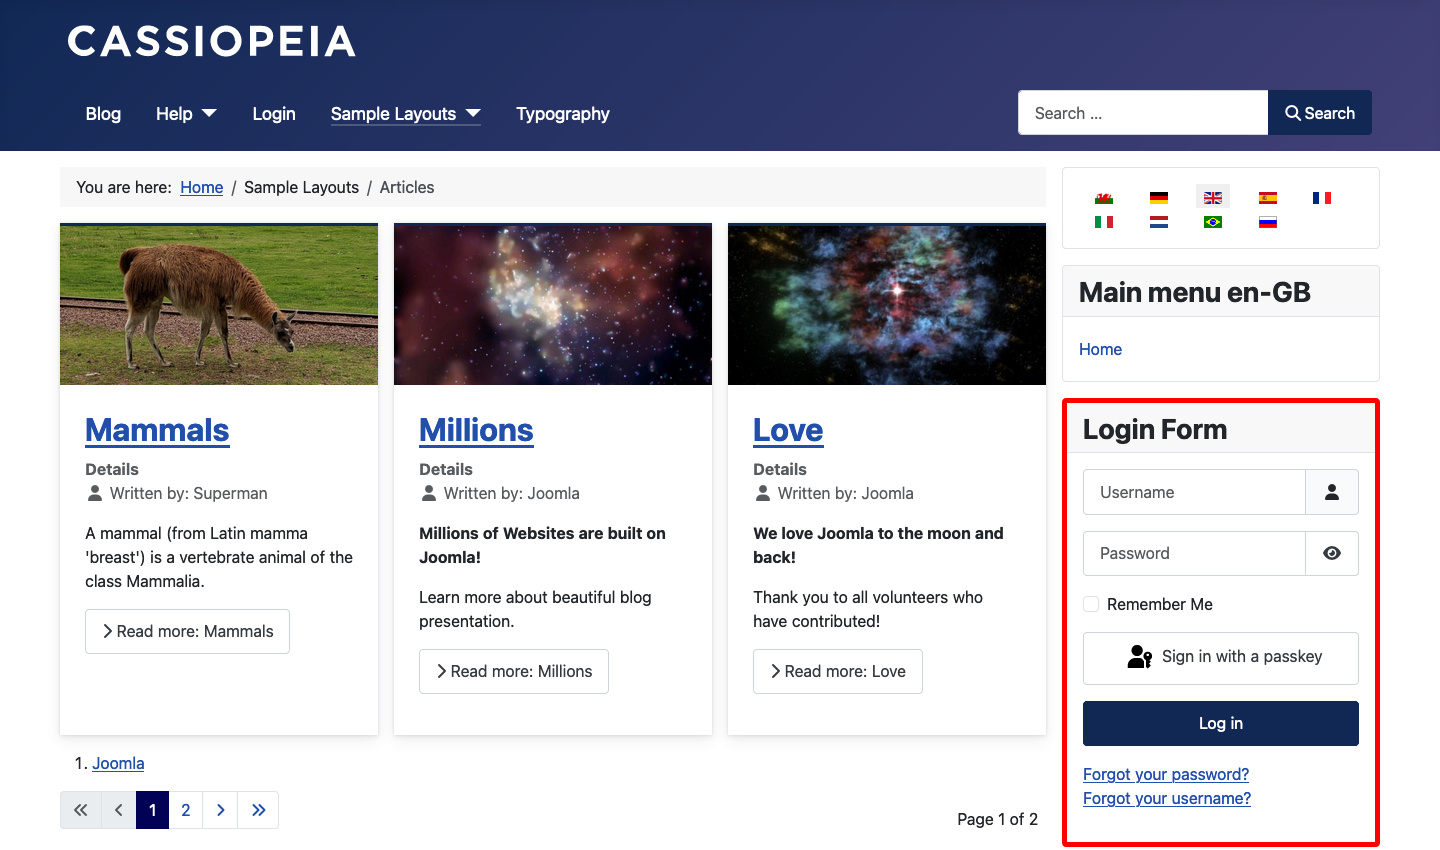 CASSIOPEIA
Blog Help Login Sample Layouts Typography
Search ... Search
You are here: Home / Sample Layouts / Articles
Mammals
Details
Written by: Superman
A mammal (from Latin mamma
'breast') is a vertebrate animal of the
class Mammalia.
Read more: Mammals
Millions
Details
Written by: Joomla
Millions of Websites are built on
Joomla!
Learn more about beautiful blog
presentation.
Read more: Millions
Love
Details
Written by: Joomla
We love Joomla to the moon and
back!
Thank you to all volunteers who
have contributed!
Read more: Love
1. Joomla
1 2
Page 1 of 2
Main menu en-GB
Home
Login Form
Username
Password
Remember Me
Sign in with a passkey
Log in
Forgot your password?
Forgot your username?